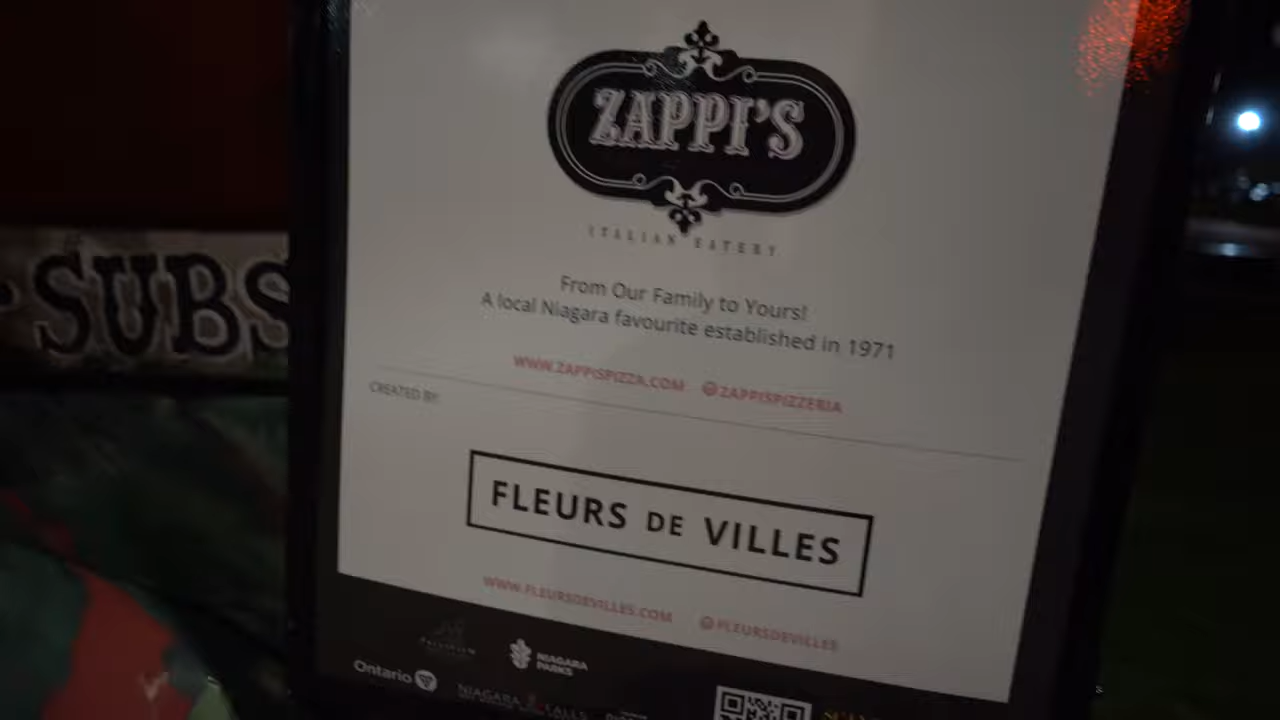 ZAPPI'S
ITALIAN EATERY
SUBS
From Our Family to Yours!
A local Niagara favourite established in 1971
WWW.ZAPPISPIZZA.COM @ZAPPISPIZZERIA
CREATED BY:
FLEURS DE VILLES
WWW.FLEURSDEVILLES.COM @FLEURSDEVILLES
NIAGARA
PARKS
Ontario
NIAGARA FALLS